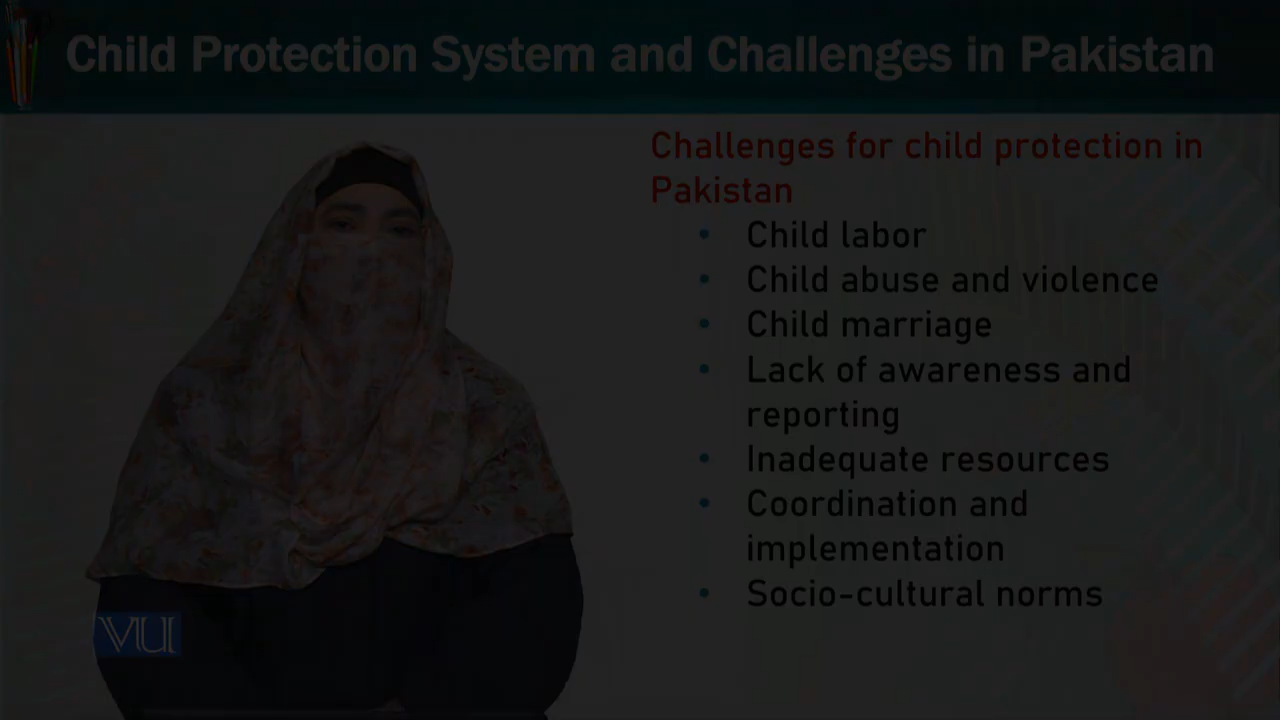 Child Protection System and Challenges in Pakistan
Challenges for child protection in
Pakistan
• Child labor
• Child abuse and violence
• Child marriage
• Lack of awareness and
reporting
• Inadequate resources
• Coordination and
implementation
• Socio-cultural norms
VU